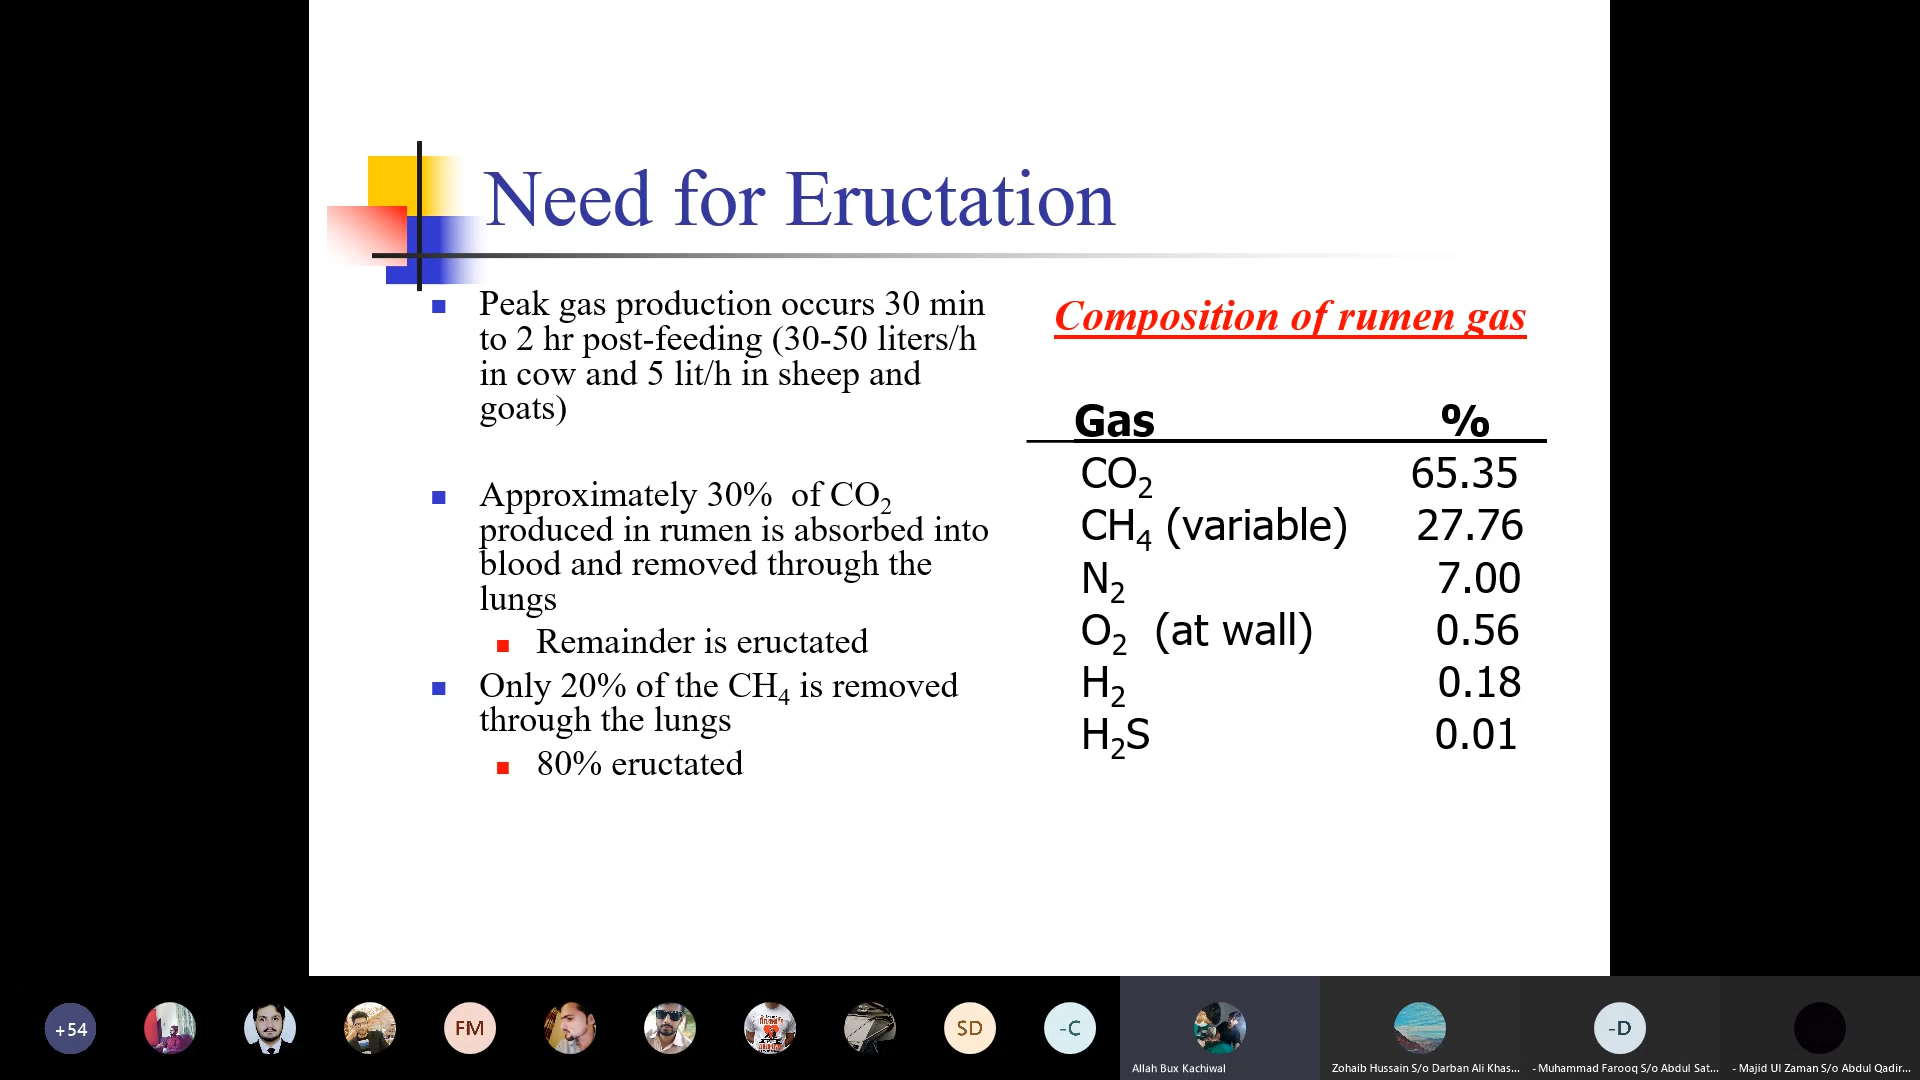 Need for Eructation
Peak gas production occurs 30 min
to 2 hr post-feeding (30-50 liters/h
in cow and 5 lit/h in sheep and
goats)
Approximately 30%  of CO₂
produced in rumen is absorbed into
blood and removed through the
lungs
Remainder is eructated
Only 20% of the CH₄ is removed
through the lungs
80% eructated
Composition of rumen gas
Gas %
CO₂ 65.35
CH₄ (variable) 27.76
N₂ 7.00
O₂ (at wall) 0.56
H₂ 0.18
H₂S 0.01
+54
FM
SD
-C
-D
Allah Bux Kachiwal
Zohaib Hussain S/o Darban Ali Khas...
- Muhammad Farooq S/o Abdul Sat...
- Majid Ul Zaman S/o Abdul Qadir...